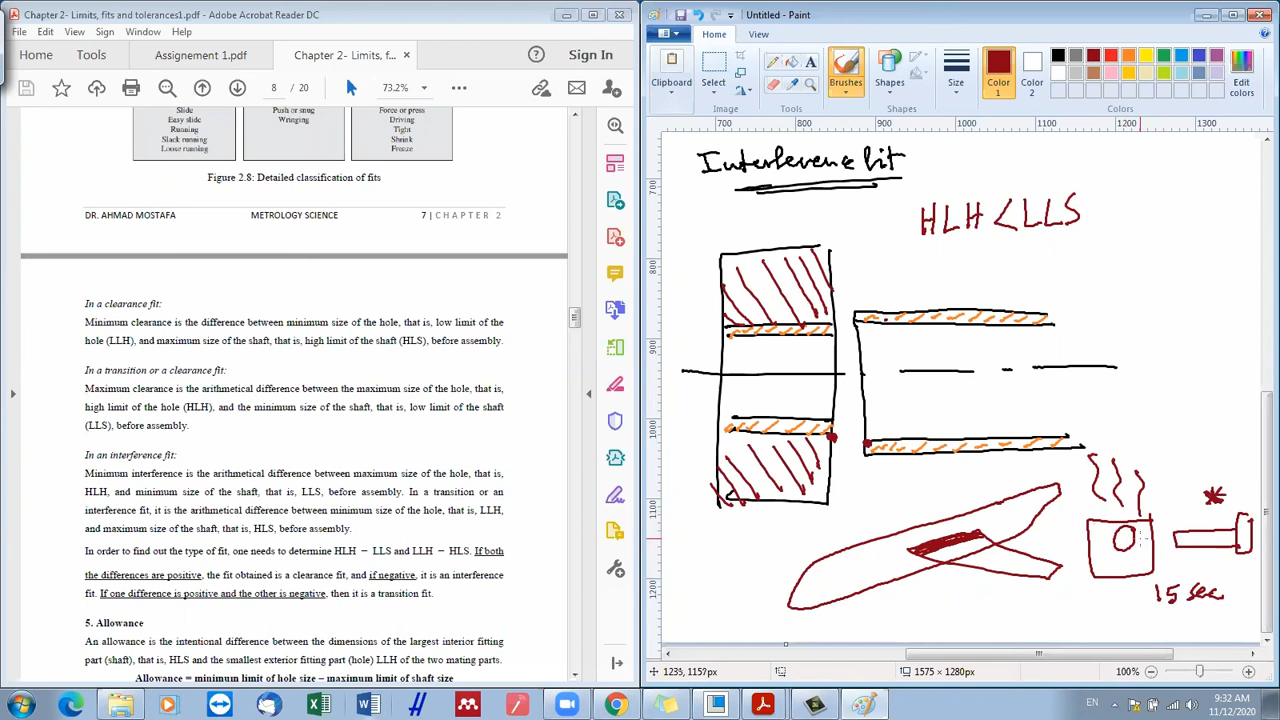 Chapter 2- Limits, fits and tolerances1.pdf - Adobe Acrobat Reader DC
File Edit View Sign Window Help
Home Tools Assignement 1.pdf Chapter 2- Limits, f... × Sign In
8 / 20 73.2%
Slide
Easy slide
Running
Slack running
Loose running
Push or snug
Wringing
Force or press
Driving
Tight
Shrink
Freeze
Figure 2.8: Detailed classification of fits
DR. AHMAD MOSTAFA METROLOGY SCIENCE 7 | CHAPTER 2
In a clearance fit:
Minimum clearance is the difference between minimum size of the hole, that is, low limit of the
hole (LLH), and maximum size of the shaft, that is, high limit of the shaft (HLS), before assembly.
In a transition or a clearance fit:
Maximum clearance is the arithmetical difference between the maximum size of the hole, that is,
high limit of the hole (HLH), and the minimum size of the shaft, that is, low limit of the shaft
(LLS), before assembly.
In an interference fit:
Minimum interference is the arithmetical difference between maximum size of the hole, that is,
HLH, and minimum size of the shaft, that is, LLS, before assembly. In a transition or an
interference fit, it is the arithmetical difference between minimum size of the hole, that is, LLH,
and maximum size of the shaft, that is, HLS, before assembly.
In order to find out the type of fit, one needs to determine HLH − LLS and LLH − HLS. If both
the differences are positive, the fit obtained is a clearance fit, and if negative, it is an interference
fit. If one difference is positive and the other is negative, then it is a transition fit.
5. Allowance
An allowance is the intentional difference between the dimensions of the largest interior fitting
part (shaft), that is, HLS and the smallest exterior fitting part (hole) LLH of the two mating parts.
Allowance = minimum limit of hole size – maximum limit of shaft size
Untitled - Paint
Home View
Clipboard Select Brushes Shapes Size Color 1 Color 2 Edit colors
Image Tools Shapes Colors
700 800 900 1000 1100 1200 1300
700
800
900
1000
1100
1200
Interference fit
HLH < LLS
15 sec
1575 × 1280px 100%
EN 9:32 AM
11/12/2020